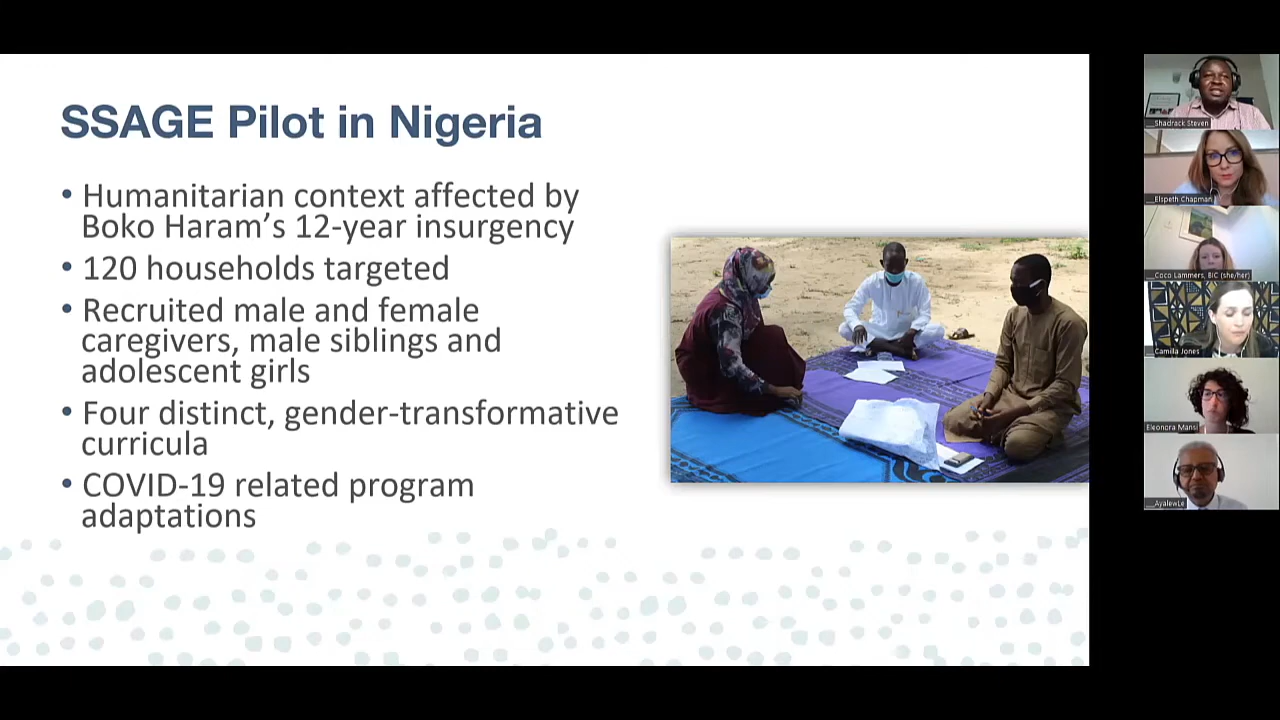 SSAGE Pilot in Nigeria
• Humanitarian context affected by
Boko Haram’s 12-year insurgency
• 120 households targeted
• Recruited male and female
caregivers, male siblings and
adolescent girls
• Four distinct, gender-transformative
curricula
• COVID-19 related program
adaptations
Shadrack Steven
Elspeth Chapman
Coco Lammers, BIC (she/her)
Camilla Jones
Eleonora Mansi
AyalewLe